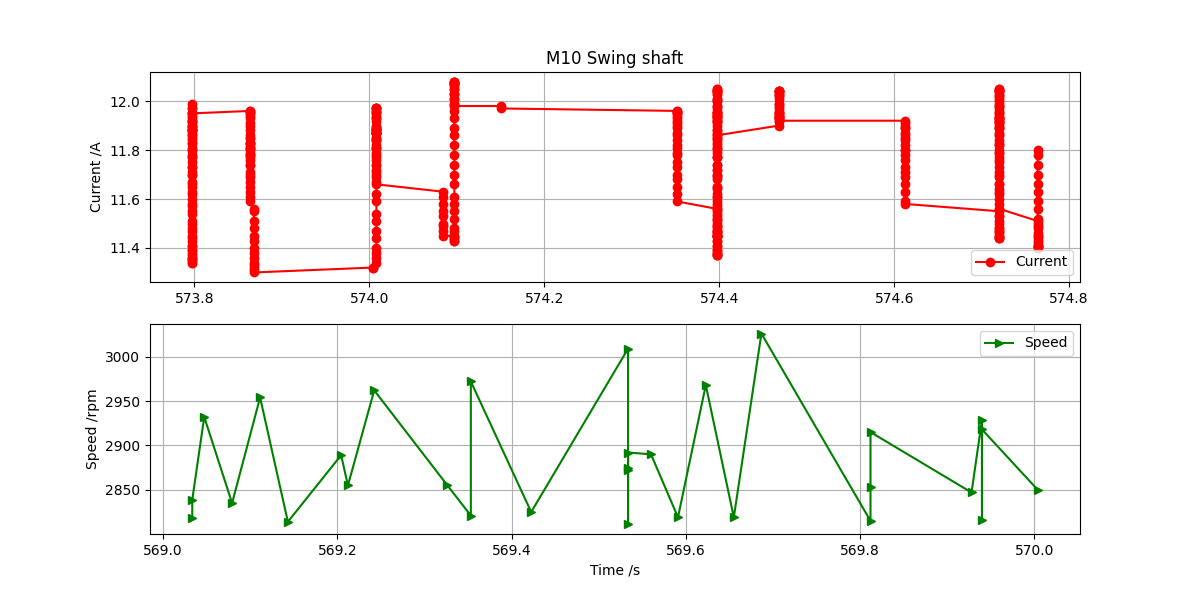 M10 Swing shaft
Current /A
12.0
11.8
11.6
11.4
Current
573.8 574.0 574.2 574.4 574.6 574.8
Speed /rpm
3000
2950
2900
2850
Speed
569.0 569.2 569.4 569.6 569.8 570.0
Time /s